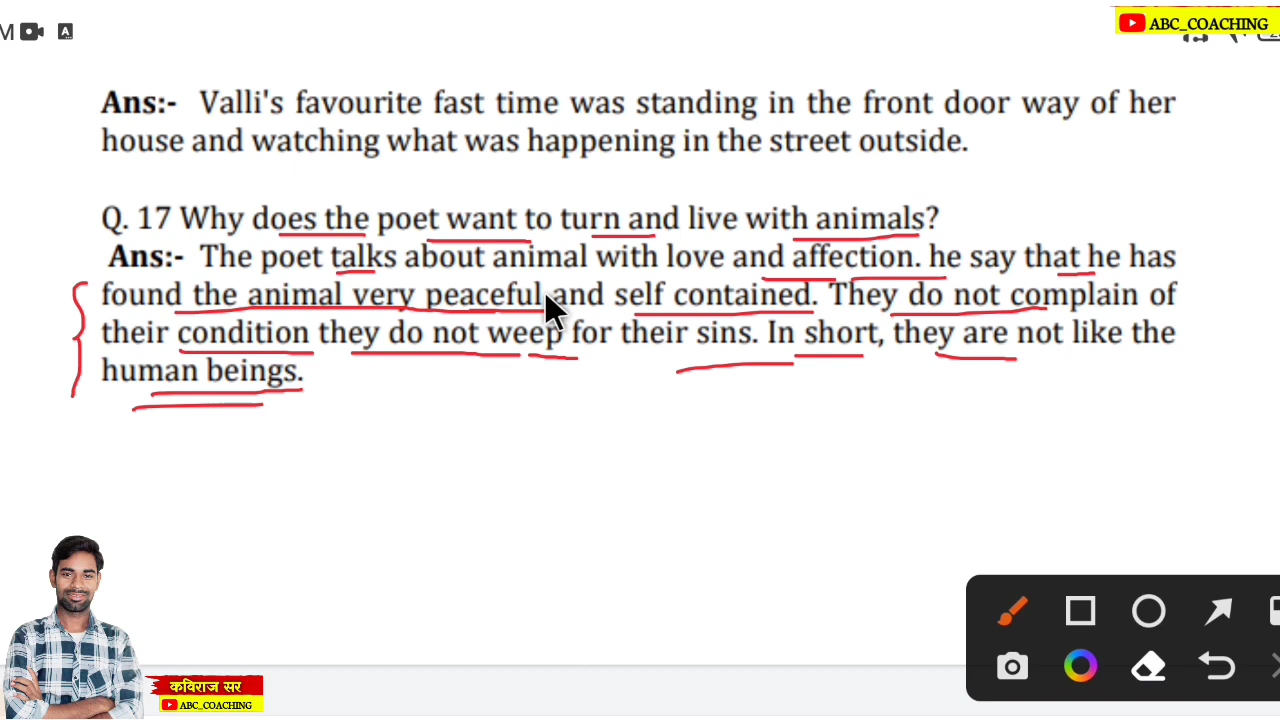 M
A
ABC_COACHING
Ans:- Valli's favourite fast time was standing in the front door way of her
house and watching what was happening in the street outside.
Q. 17 Why does the poet want to turn and live with animals?
Ans:- The poet talks about animal with love and affection. he say that he has
found the animal very peaceful and self contained. They do not complain of
their condition they do not weep for their sins. In short, they are not like the
human beings.
कविराज सर
ABC_COACHING